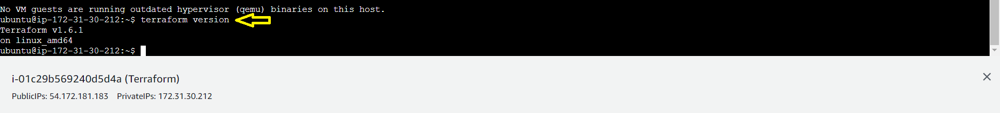 No VM guests are running outdated hypervisor (qemu) binaries on this host.
ubuntu@ip-172-31-30-212:~$ terraform version
Terraform v1.6.1
on linux_amd64
ubuntu@ip-172-31-30-212:~$
i-01c29b569240d5d4a (Terraform)
PublicIPs: 54.172.181.183 PrivateIPs: 172.31.30.212